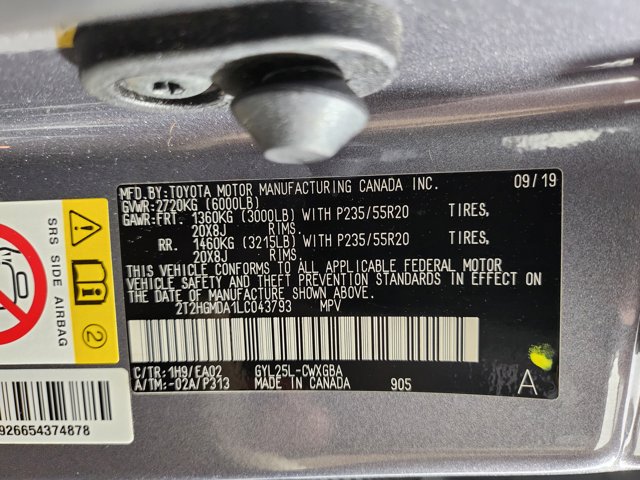 MFD.BY:TOYOTA MOTOR MANUFACTURING CANADA INC. 09/19
GVWR:2720KG (6000LB)
GAWR:FRT. 1360KG (3000LB) WITH P235/55R20 TIRES,
20X8J RIMS.
RR. 1460KG (3215LB) WITH P235/55R20 TIRES,
20X8J RIMS.
THIS VEHICLE CONFORMS TO ALL APPLICABLE FEDERAL MOTOR
VEHICLE SAFETY AND THEFT PREVENTION STANDARDS IN EFFECT
ON THE DATE OF MANUFACTURE SHOWN ABOVE.
2T2HGMDA1LC043793 MPV
C/TR:1H9/EA02 GYL25L-CWXGBA
A/TM:-02A/P313 MADE IN CANADA 905 A
SRS SIDE AIRBAG
2
926654374878